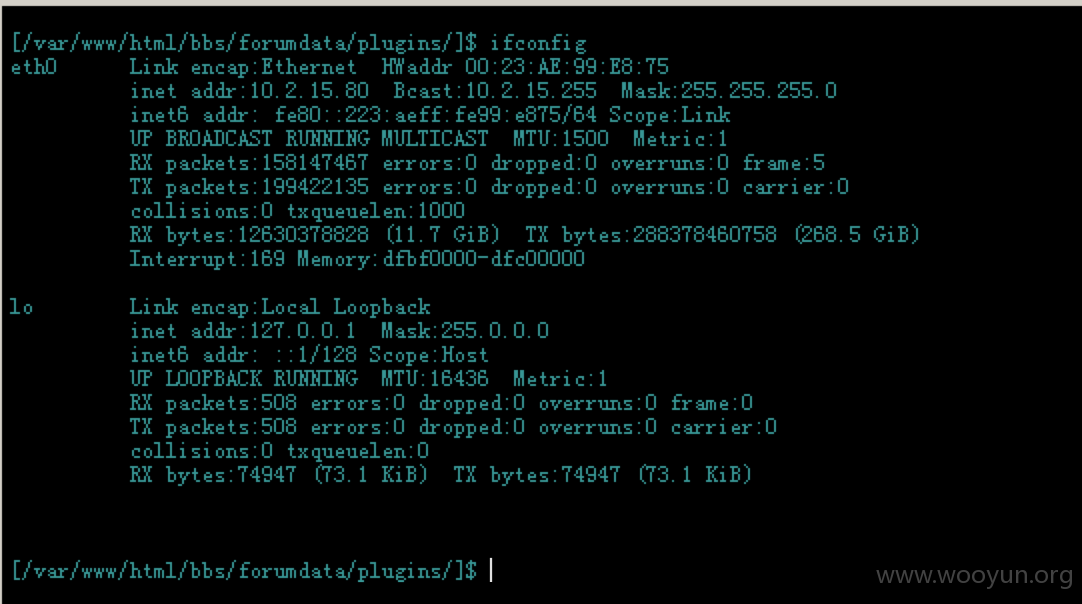 [/var/www/html/bbs/forumdata/plugins/]$ ifconfig
eth0 Link encap:Ethernet HWaddr 00:23:AE:99:E8:75
inet addr:10.2.15.80 Bcast:10.2.15.255 Mask:255.255.255.0
inet6 addr: fe80::223:aeff:fe99:e875/64 Scope:Link
UP BROADCAST RUNNING MULTICAST MTU:1500 Metric:1
RX packets:158147467 errors:0 dropped:0 overruns:0 frame:5
TX packets:199422135 errors:0 dropped:0 overruns:0 carrier:0
collisions:0 txqueuelen:1000
RX bytes:12630378828 (11.7 GiB) TX bytes:288378460758 (268.5 GiB)
Interrupt:169 Memory:dfbf0000-dfc00000
lo Link encap:Local Loopback
inet addr:127.0.0.1 Mask:255.0.0.0
inet6 addr: ::1/128 Scope:Host
UP LOOPBACK RUNNING MTU:16436 Metric:1
RX packets:508 errors:0 dropped:0 overruns:0 frame:0
TX packets:508 errors:0 dropped:0 overruns:0 carrier:0
collisions:0 txqueuelen:0
RX bytes:74947 (73.1 KiB) TX bytes:74947 (73.1 KiB)
[/var/www/html/bbs/forumdata/plugins/]$
www.wooyun.org